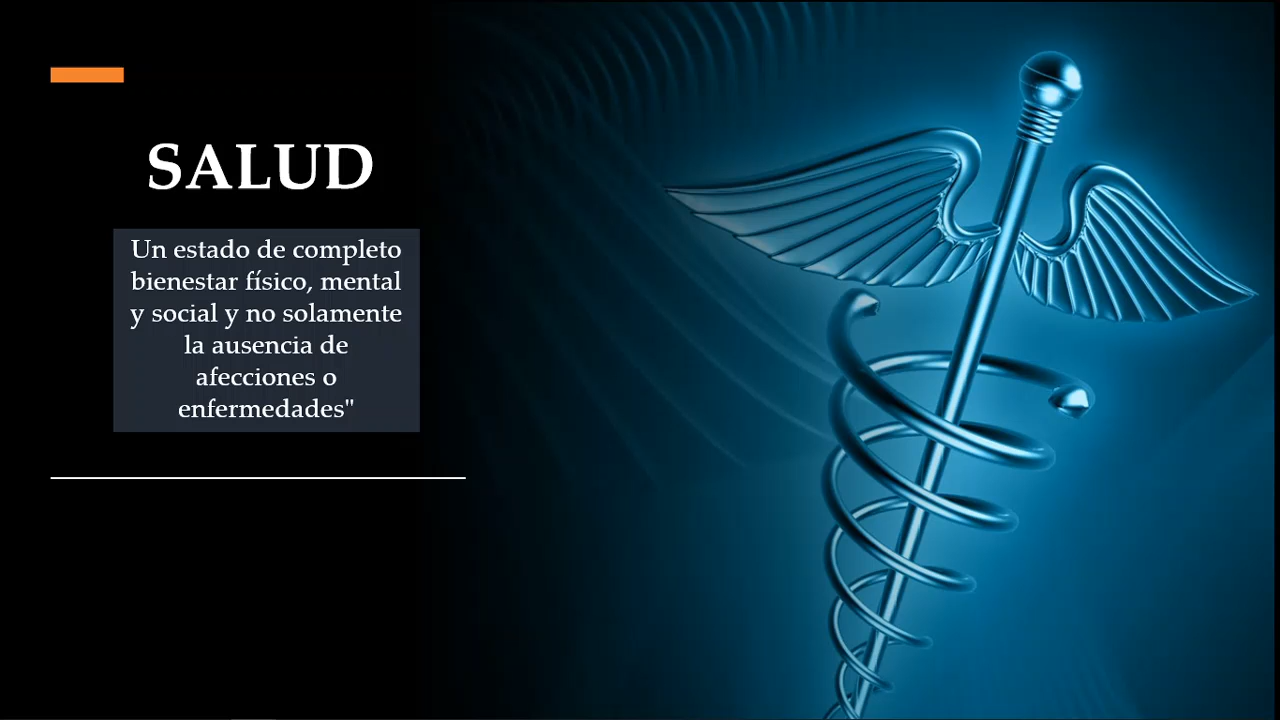 SALUD
Un estado de completo
bienestar físico, mental
y social y no solamente
la ausencia de
afecciones o
enfermedades"